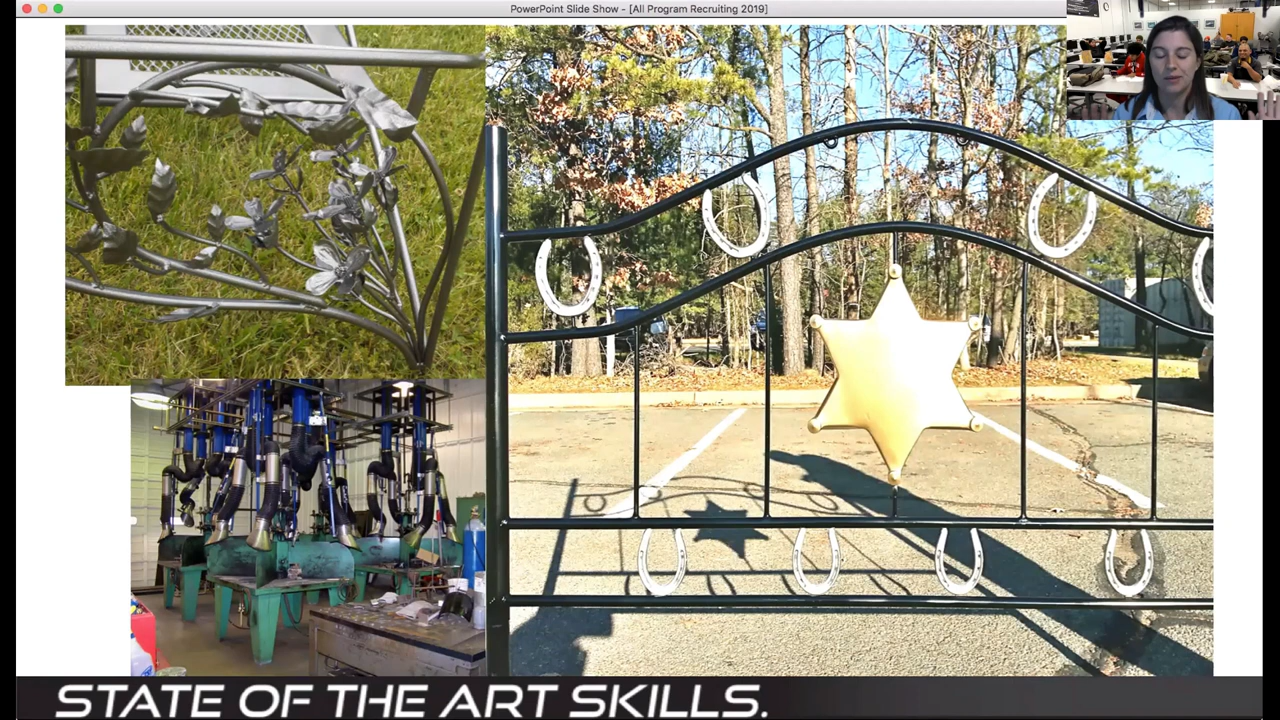 PowerPoint Slide Show - [All Program Recruiting 2019]
STATE OF THE ART SKILLS.